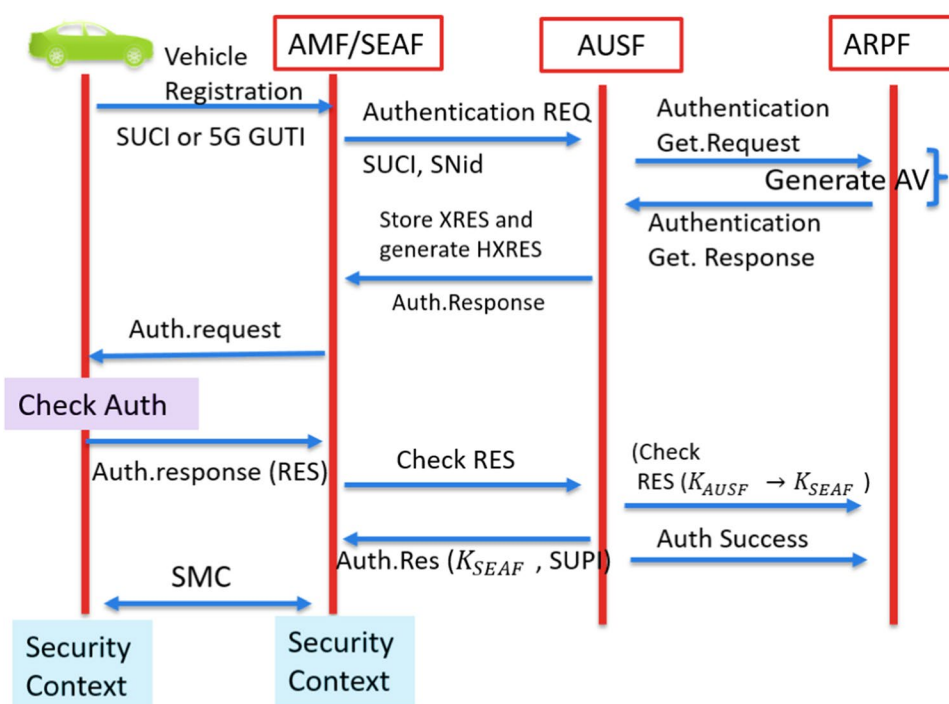 AMF/SEAF
AUSF
ARPF
Vehicle
Registration
SUCI or 5G GUTI
Authentication REQ
SUCI, SNid
Authentication
Get.Request
Generate AV
Authentication
Get. Response
Store XRES and
generate HXRES
Auth.Response
Auth.request
Check Auth
Auth.response (RES)
Check RES
(Check
RES (K_AUSF → K_SEAF )
Auth.Res (K_SEAF , SUPI)
Auth Success
SMC
Security
Context
Security
Context